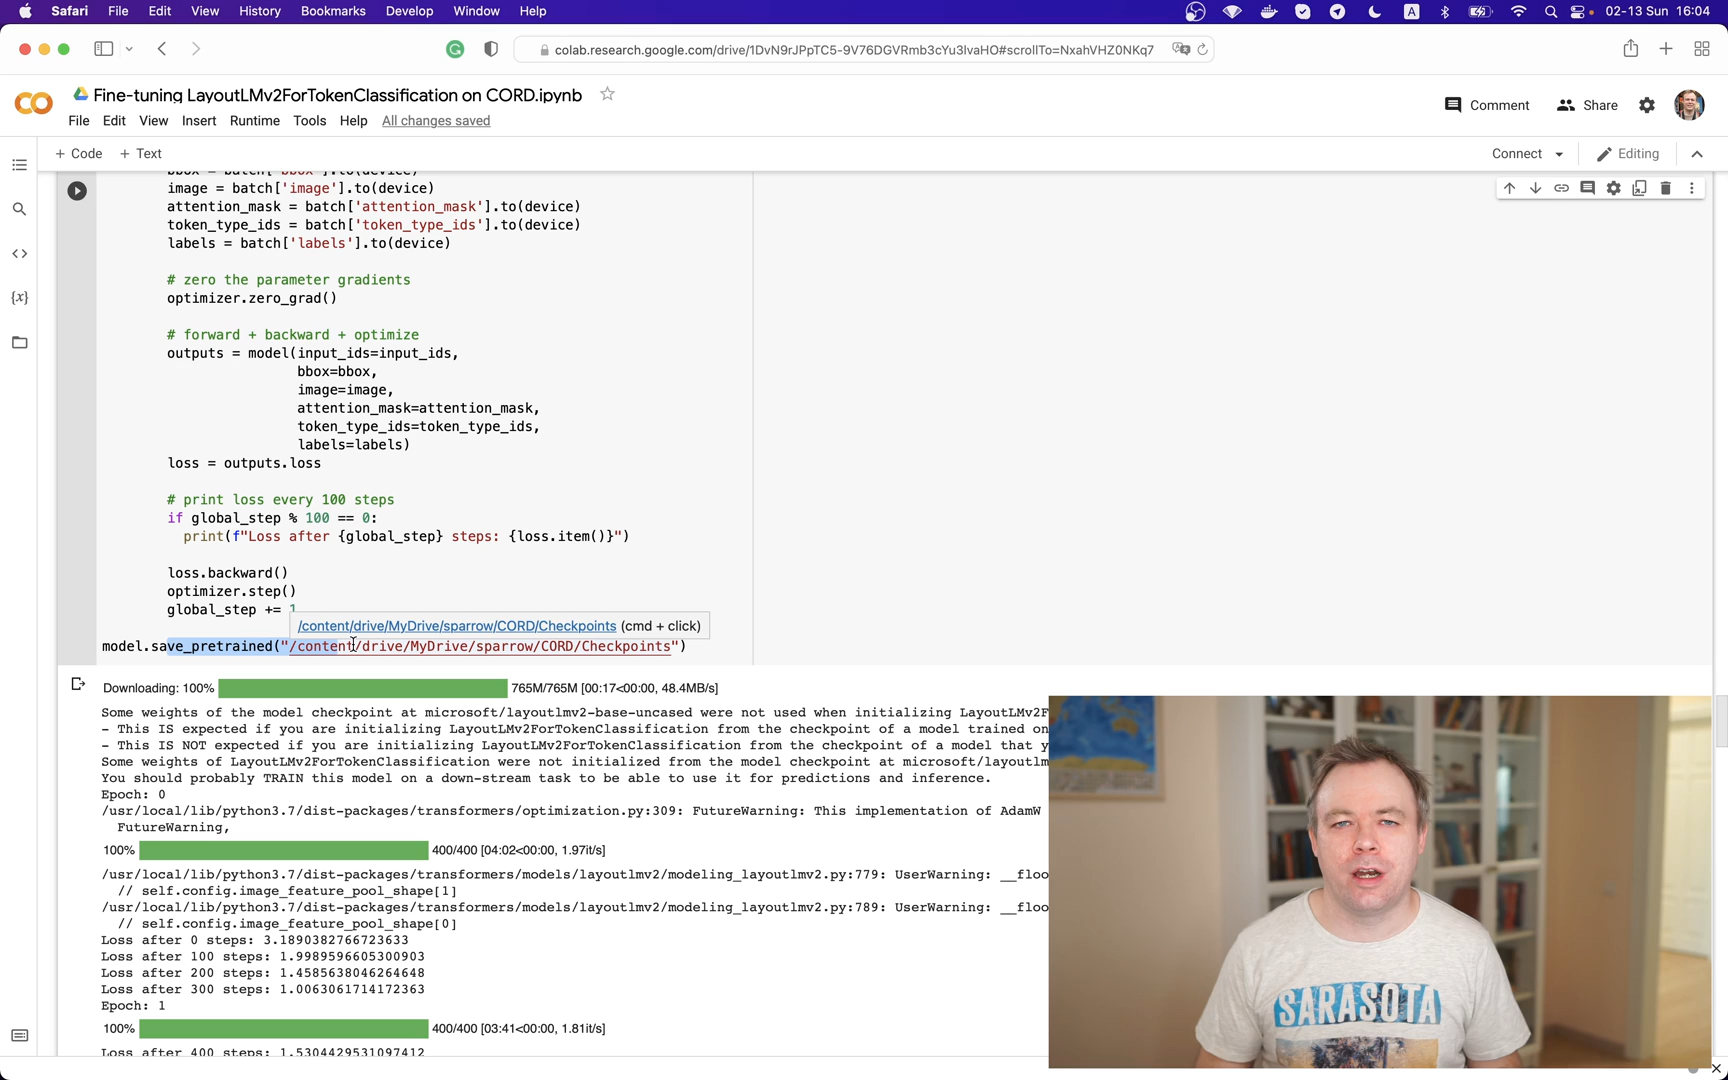 Safari File Edit View History Bookmarks Develop Window Help A 02-13 Sun 16:04
colab.research.google.com/drive/1DvN9rJPpTC5-9V76DGVRmb3cYu3lvaHO#scrollTo=NxahVHZ0NKq7
Fine-tuning LayoutLMv2ForTokenClassification on CORD.ipynb
Comment Share
File Edit View Insert Runtime Tools Help All changes saved
+ Code + Text Connect Editing
image = batch['image'].to(device)
attention_mask = batch['attention_mask'].to(device)
token_type_ids = batch['token_type_ids'].to(device)
labels = batch['labels'].to(device)
# zero the parameter gradients
optimizer.zero_grad()
# forward + backward + optimize
outputs = model(input_ids=input_ids,
bbox=bbox,
image=image,
attention_mask=attention_mask,
token_type_ids=token_type_ids,
labels=labels)
loss = outputs.loss
# print loss every 100 steps
if global_step % 100 == 0:
print(f"Loss after {global_step} steps: {loss.item()}")
loss.backward()
optimizer.step()
global_step += 1
/content/drive/MyDrive/sparrow/CORD/Checkpoints (cmd + click)
model.save_pretrained("/content/drive/MyDrive/sparrow/CORD/Checkpoints")
Downloading: 100% 765M/765M [00:17<00:00, 48.4MB/s]
Some weights of the model checkpoint at microsoft/layoutlmv2-base-uncased were not used when initializing LayoutLMv2F
- This IS expected if you are initializing LayoutLMv2ForTokenClassification from the checkpoint of a model trained on
- This IS NOT expected if you are initializing LayoutLMv2ForTokenClassification from the checkpoint of a model that y
Some weights of LayoutLMv2ForTokenClassification were not initialized from the model checkpoint at microsoft/layoutlm
You should probably TRAIN this model on a down-stream task to be able to use it for predictions and inference.
Epoch: 0
/usr/local/lib/python3.7/dist-packages/transformers/optimization.py:309: FutureWarning: This implementation of AdamW
FutureWarning,
100% 400/400 [04:02<00:00, 1.97it/s]
/usr/local/lib/python3.7/dist-packages/transformers/models/layoutlmv2/modeling_layoutlmv2.py:779: UserWarning: __floo
// self.config.image_feature_pool_shape[1]
/usr/local/lib/python3.7/dist-packages/transformers/models/layoutlmv2/modeling_layoutlmv2.py:789: UserWarning: __floo
// self.config.image_feature_pool_shape[0]
Loss after 0 steps: 3.1890382766723633
Loss after 100 steps: 1.9989596605300903
Loss after 200 steps: 1.4585638046264648
Loss after 300 steps: 1.0063061714172363
Epoch: 1
100% 400/400 [03:41<00:00, 1.81it/s]
Loss after 400 steps: 1.5304429531097412
SARASOTA